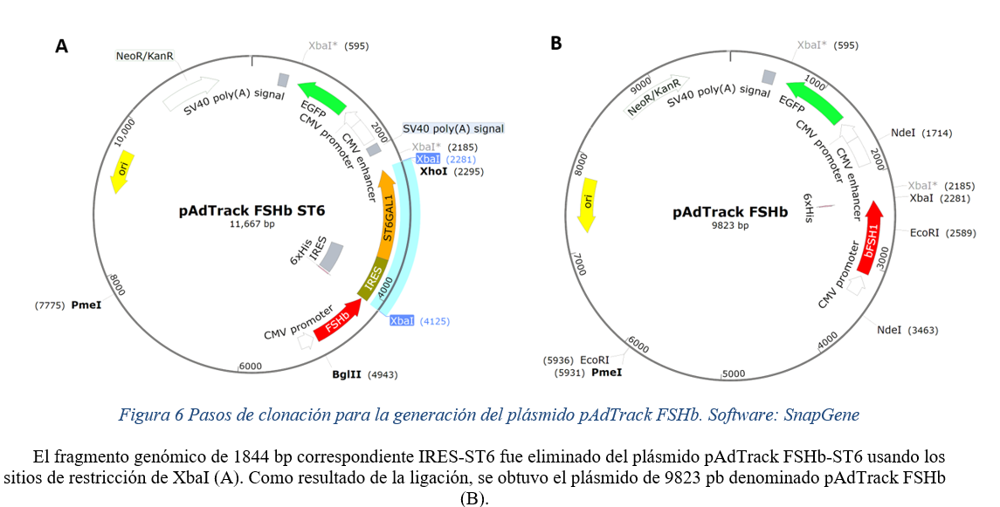 A
NeoR/KanR
XbaI* (595)
SV40 poly(A) signal
EGFP
CMV promoter
CMV enhancer
2000
SV40 poly(A) signal
XbaI* (2185)
XbaI (2281)
XhoI (2295)
10,000
ori
pAdTrack FSHb ST6
11,667 bp
ST6GAL1
6xHis
IRES
IRES
4000
8000
(7775) PmeI
XbaI (4125)
CMV promoter
FSHb
6000
BglII (4943)
B
XbaI* (595)
9000
NeoR/KanR
SV40 poly(A) signal
1000
EGFP
CMV promoter
CMV enhancer
NdeI (1714)
2000
8000
ori
XbaI* (2185)
XbaI (2281)
6xHis
pAdTrack FSHb
9823 bp
EcoRI (2589)
bFSH1
3000
7000
CMV promoter
NdeI (3463)
4000
6000
(5936) EcoRI
(5931) PmeI
5000
Figura 6 Pasos de clonación para la generación del plásmido pAdTrack FSHb. Software: SnapGene
El fragmento genómico de 1844 bp correspondiente IRES-ST6 fue eliminado del plásmido pAdTrack FSHb-ST6 usando los
sitios de restricción de XbaI (A). Como resultado de la ligación, se obtuvo el plásmido de 9823 pb denominado pAdTrack FSHb
(B).